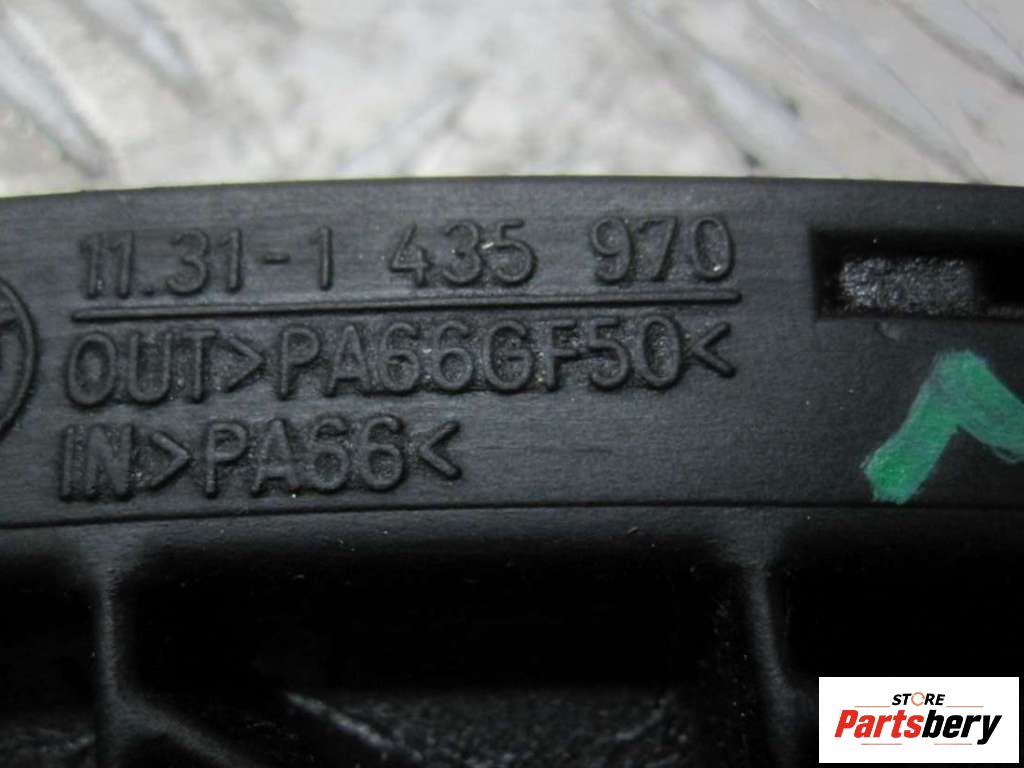 11.31-1 435 970
OUT>PA66GF50<
IN>PA66<
STORE
Partsbery